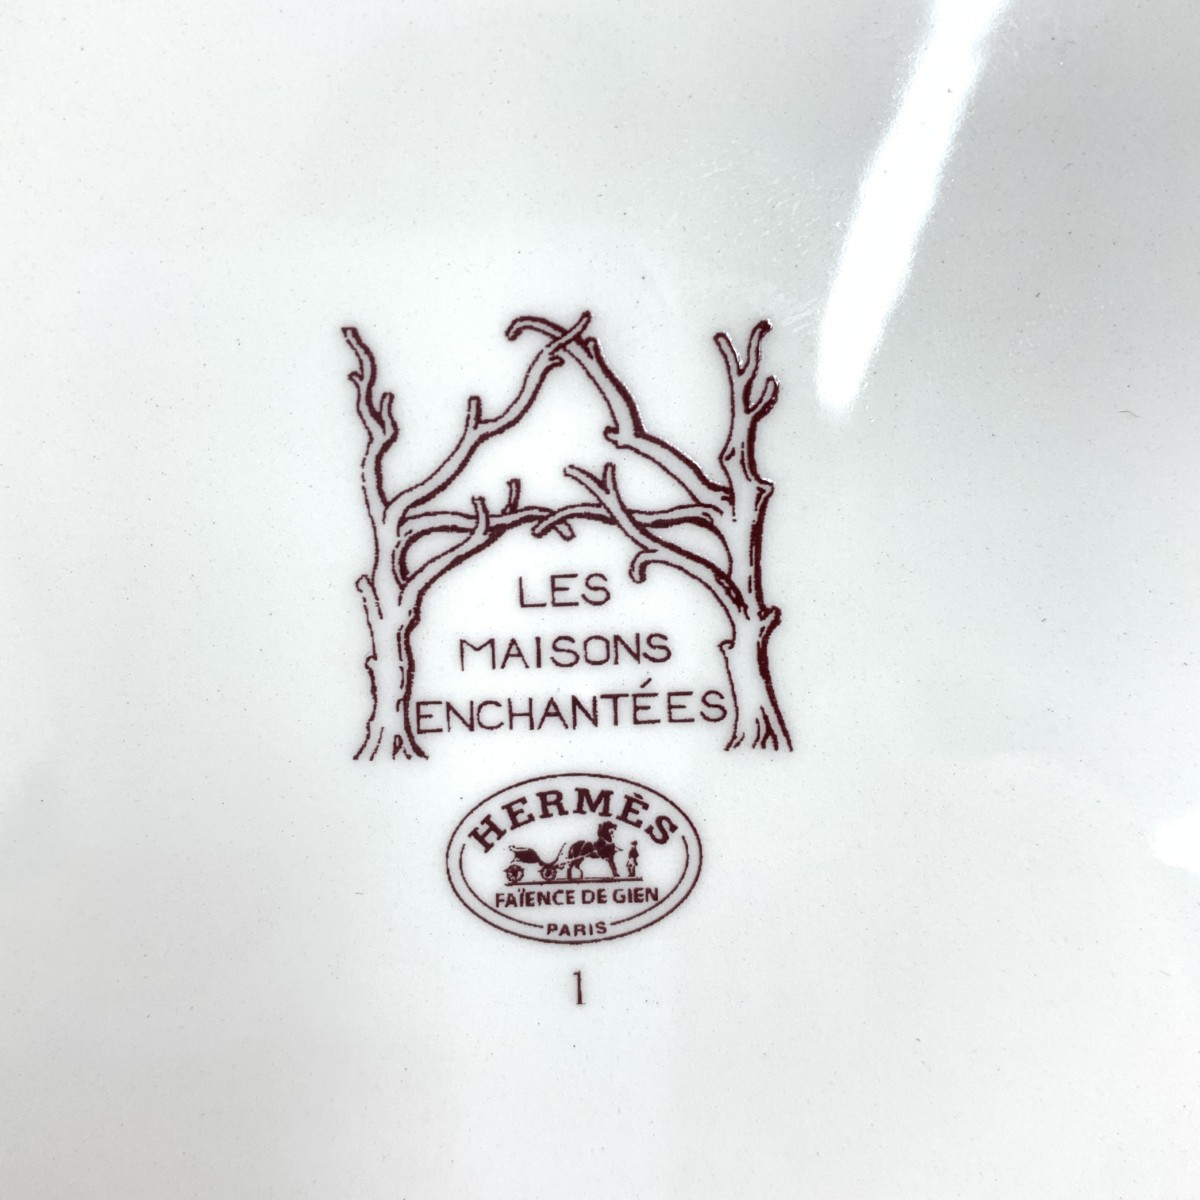 LES
MAISONS
ENCHANTÉES
HERMÈS
FAÏENCE DE GIEN
PARIS
1